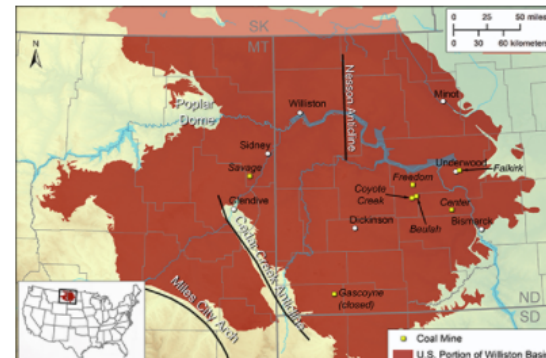 0 25 50 miles
0 30 60 kilometers
SK
MT
N
Nesson Anticline
Minot
Poplar
Dome
Williston
Sidney
Savage
Underwood
Freedom
Falkirk
Glendive
Coyote
Creek
Center
Beulah
Bismarck
Dickinson
Cedar Creek Anticline
Miles City Arch
Gascoyne
(closed)
ND
SD
Coal Mine
U.S. Portion of Williston Basin